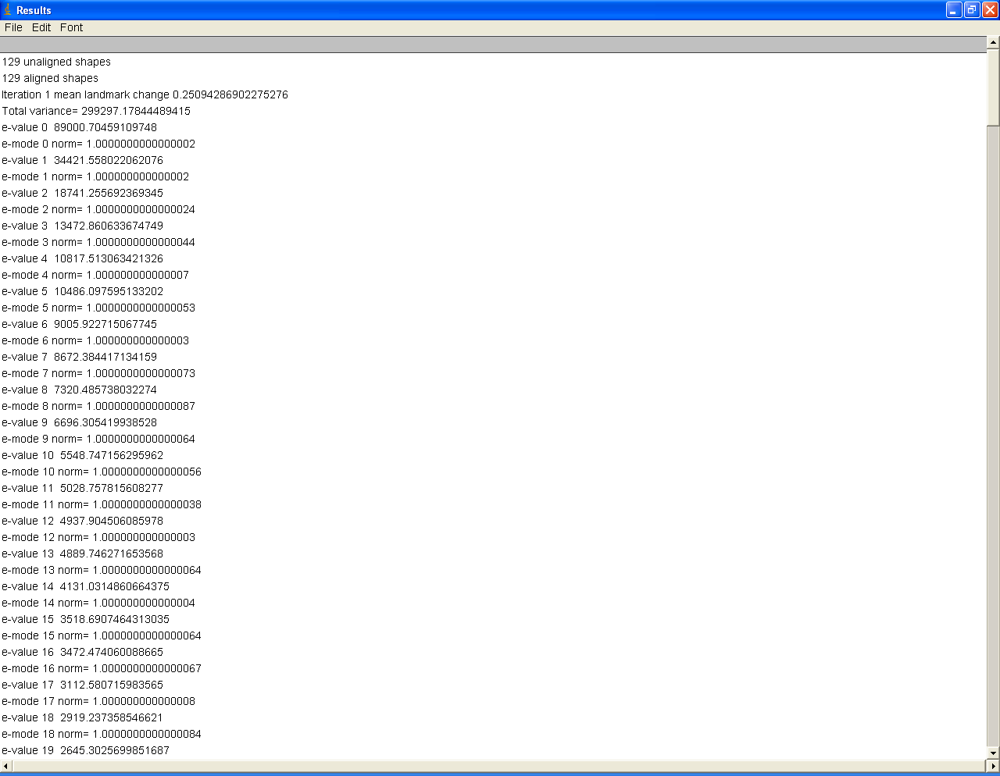 Results
File Edit Font
129 unaligned shapes
129 aligned shapes
Iteration 1 mean landmark change 0.25094286902275276
Total variance= 299297.17844489415
e-value 0  89000.70459109748
e-mode 0 norm= 1.0000000000000002
e-value 1  34421.558022062076
e-mode 1 norm= 1.000000000000002
e-value 2  18741.255692369345
e-mode 2 norm= 1.0000000000000024
e-value 3  13472.860633674749
e-mode 3 norm= 1.0000000000000044
e-value 4  10817.513063421326
e-mode 4 norm= 1.000000000000007
e-value 5  10486.097595133202
e-mode 5 norm= 1.0000000000000053
e-value 6  9005.922715067745
e-mode 6 norm= 1.000000000000003
e-value 7  8672.384417134159
e-mode 7 norm= 1.0000000000000073
e-value 8  7320.485738032274
e-mode 8 norm= 1.0000000000000087
e-value 9  6696.305419938528
e-mode 9 norm= 1.0000000000000064
e-value 10  5548.747156295962
e-mode 10 norm= 1.0000000000000056
e-value 11  5028.757815608277
e-mode 11 norm= 1.0000000000000038
e-value 12  4937.904506085978
e-mode 12 norm= 1.000000000000003
e-value 13  4889.746271653568
e-mode 13 norm= 1.0000000000000064
e-value 14  4131.0314860664375
e-mode 14 norm= 1.000000000000004
e-value 15  3518.6907464313035
e-mode 15 norm= 1.0000000000000064
e-value 16  3472.474060088665
e-mode 16 norm= 1.0000000000000067
e-value 17  3112.580715983565
e-mode 17 norm= 1.000000000000008
e-value 18  2919.237358546621
e-mode 18 norm= 1.0000000000000084
e-value 19  2645.3025699851687